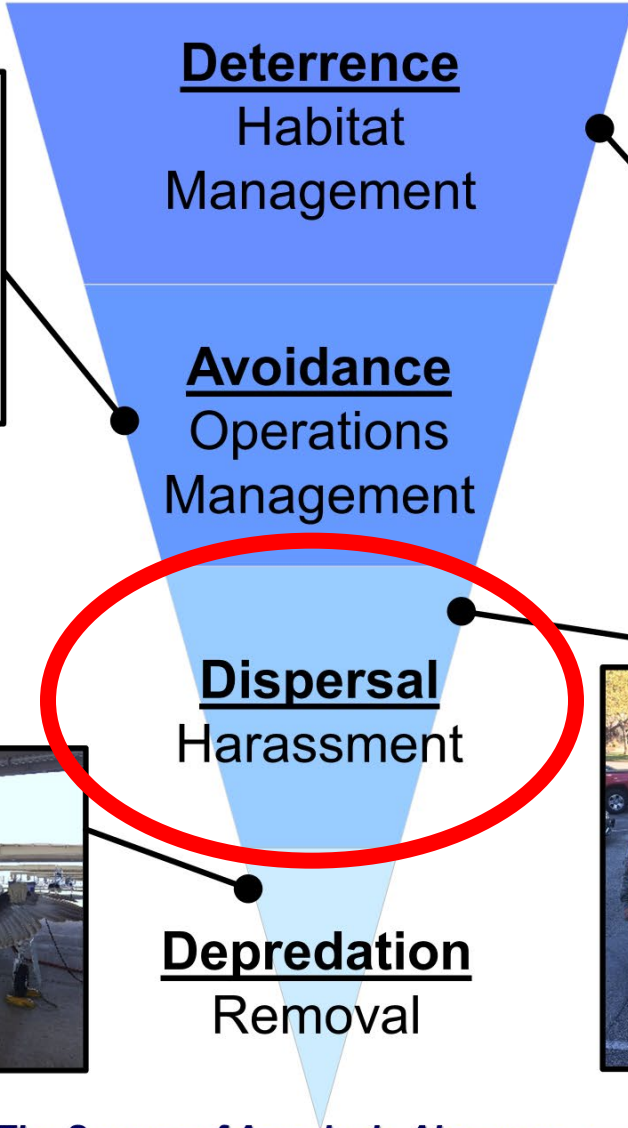 Deterrence
Habitat
Management
Avoidance
Operations
Management
Dispersal
Harassment
Depredation
Removal